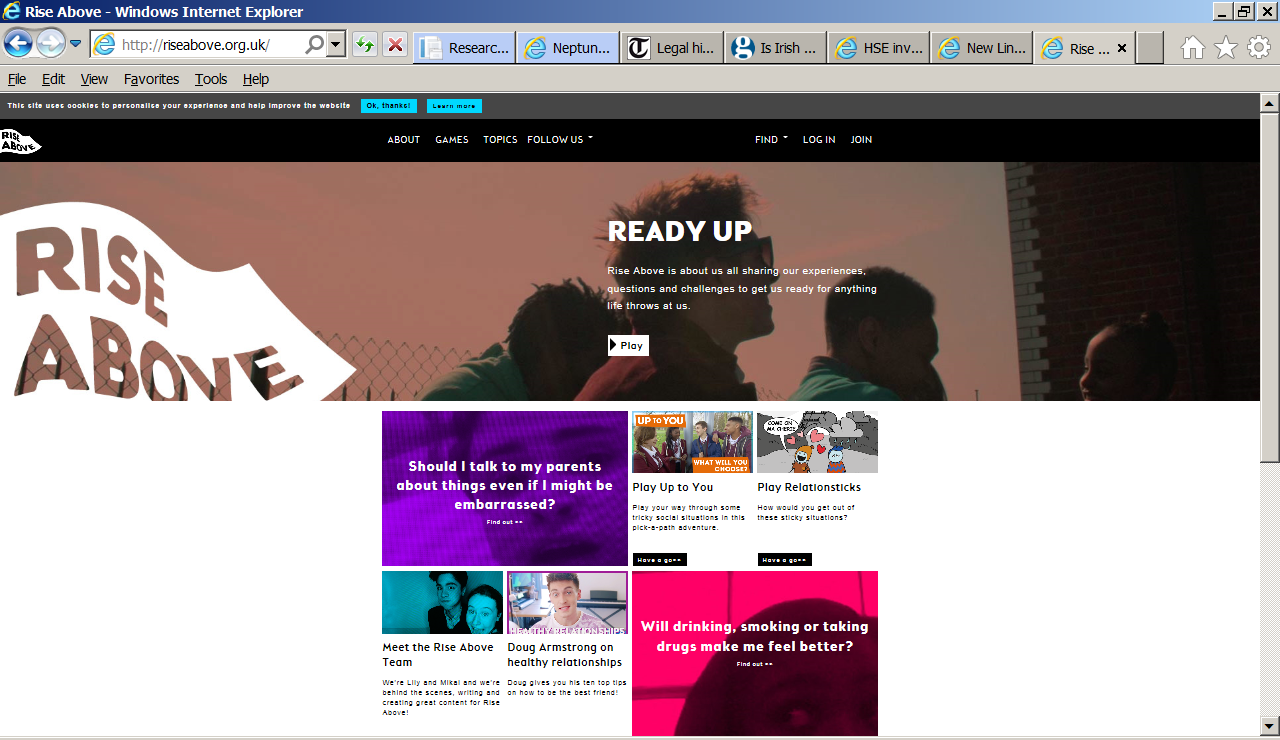 Rise Above - Windows Internet Explorer
http://riseabove.org.uk/
Researc...
Neptun...
Legal hi...
Is Irish ...
HSE inv...
New Lin...
Rise ...
File Edit View Favorites Tools Help
This site uses cookies to personalise your experience and help improve the website
Ok, thanks!
Learn more
RISE
ABOVE
ABOUT GAMES TOPICS FOLLOW US
FIND LOG IN JOIN
RISE
ABOVE
READY UP
Rise Above is about us all sharing our experiences,
questions and challenges to get us ready for anything
life throws at us.
Play
Should I talk to my parents
about things even if I might be
embarrassed?
Find out >>
UP TO YOU
WHAT WILL YOU
CHOOSE?
Play Up to You
Play your way through some
tricky social situations in this
pick-a-path adventure.
Have a go>>
COME ON
MA CHERIE
Play Relationsticks
How would you get out of
these sticky situations?
Have a go>>
Meet the Rise Above
Team
We're Lily and Mikai and we're
behind the scenes, writing and
creating great content for Rise
Above!
HEALTHY RELATIONSHIPS
Doug Armstrong on
healthy relationships
Doug gives you his ten top tips
on how to be the best friend!
Will drinking, smoking or taking
drugs make me feel better?
Find out >>